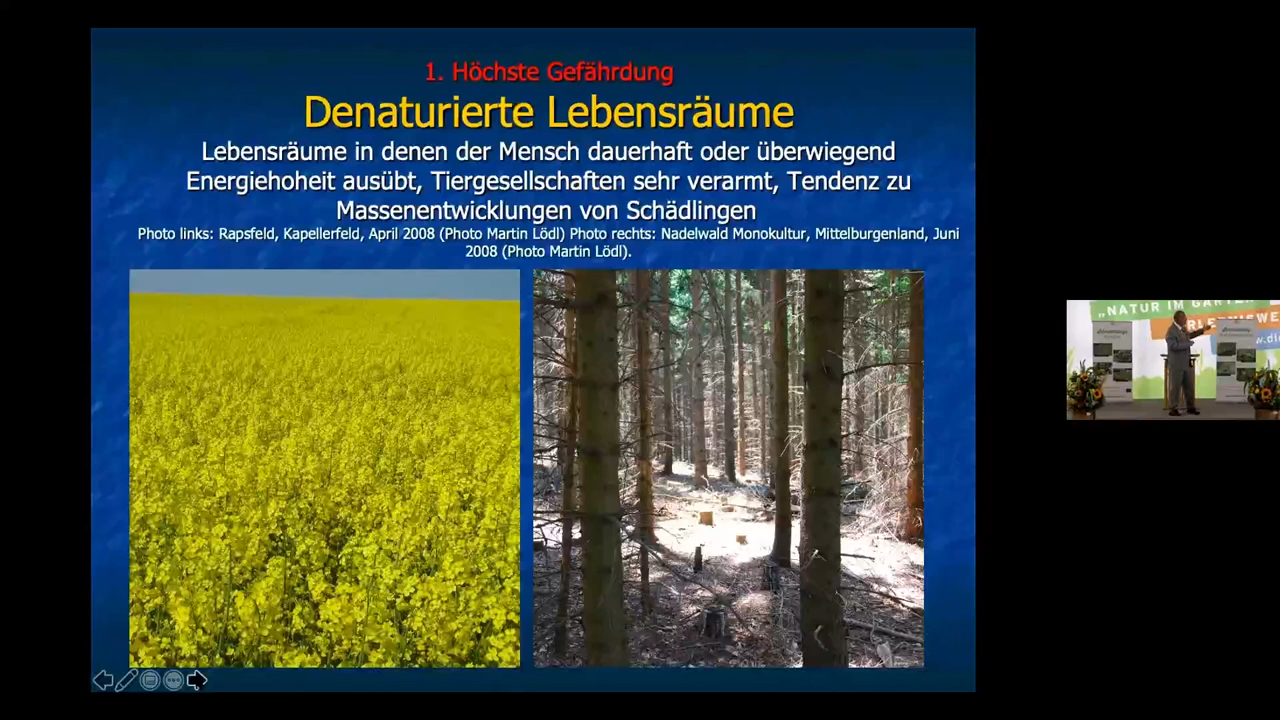 1. Höchste Gefährdung
Denaturierte Lebensräume
Lebensräume in denen der Mensch dauerhaft oder überwiegend
Energiehoheit ausübt, Tiergesellschaften sehr verarmt, Tendenz zu
Massenentwicklungen von Schädlingen
Photo links: Rapsfeld, Kapellerfeld, April 2008 (Photo Martin Lödl) Photo rechts: Nadelwald Monokultur, Mittelburgenland, Juni
2008 (Photo Martin Lödl).
„NATUR IM GARTEN